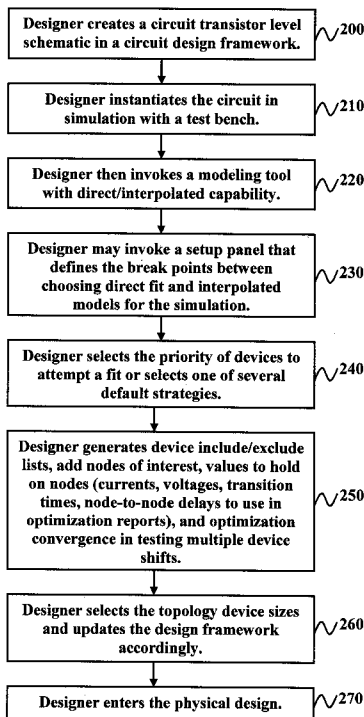 Designer creates a circuit transistor level
schematic in a circuit design framework.
200
Designer instantiates the circuit in
simulation with a test bench.
210
Designer then invokes a modeling tool
with direct/interpolated capability.
220
Designer may invoke a setup panel that
defines the break points between
choosing direct fit and interpolated
models for the simulation.
230
Designer selects the priority of devices to
attempt a fit or selects one of several
default strategies.
240
Designer generates device include/exclude
lists, add nodes of interest, values to hold
on nodes (currents, voltages, transition
times, node-to-node delays to use in
optimization reports), and optimization
convergence in testing multiple device
shifts.
250
Designer selects the topology device sizes
and updates the design framework
accordingly.
260
Designer enters the physical design.
270